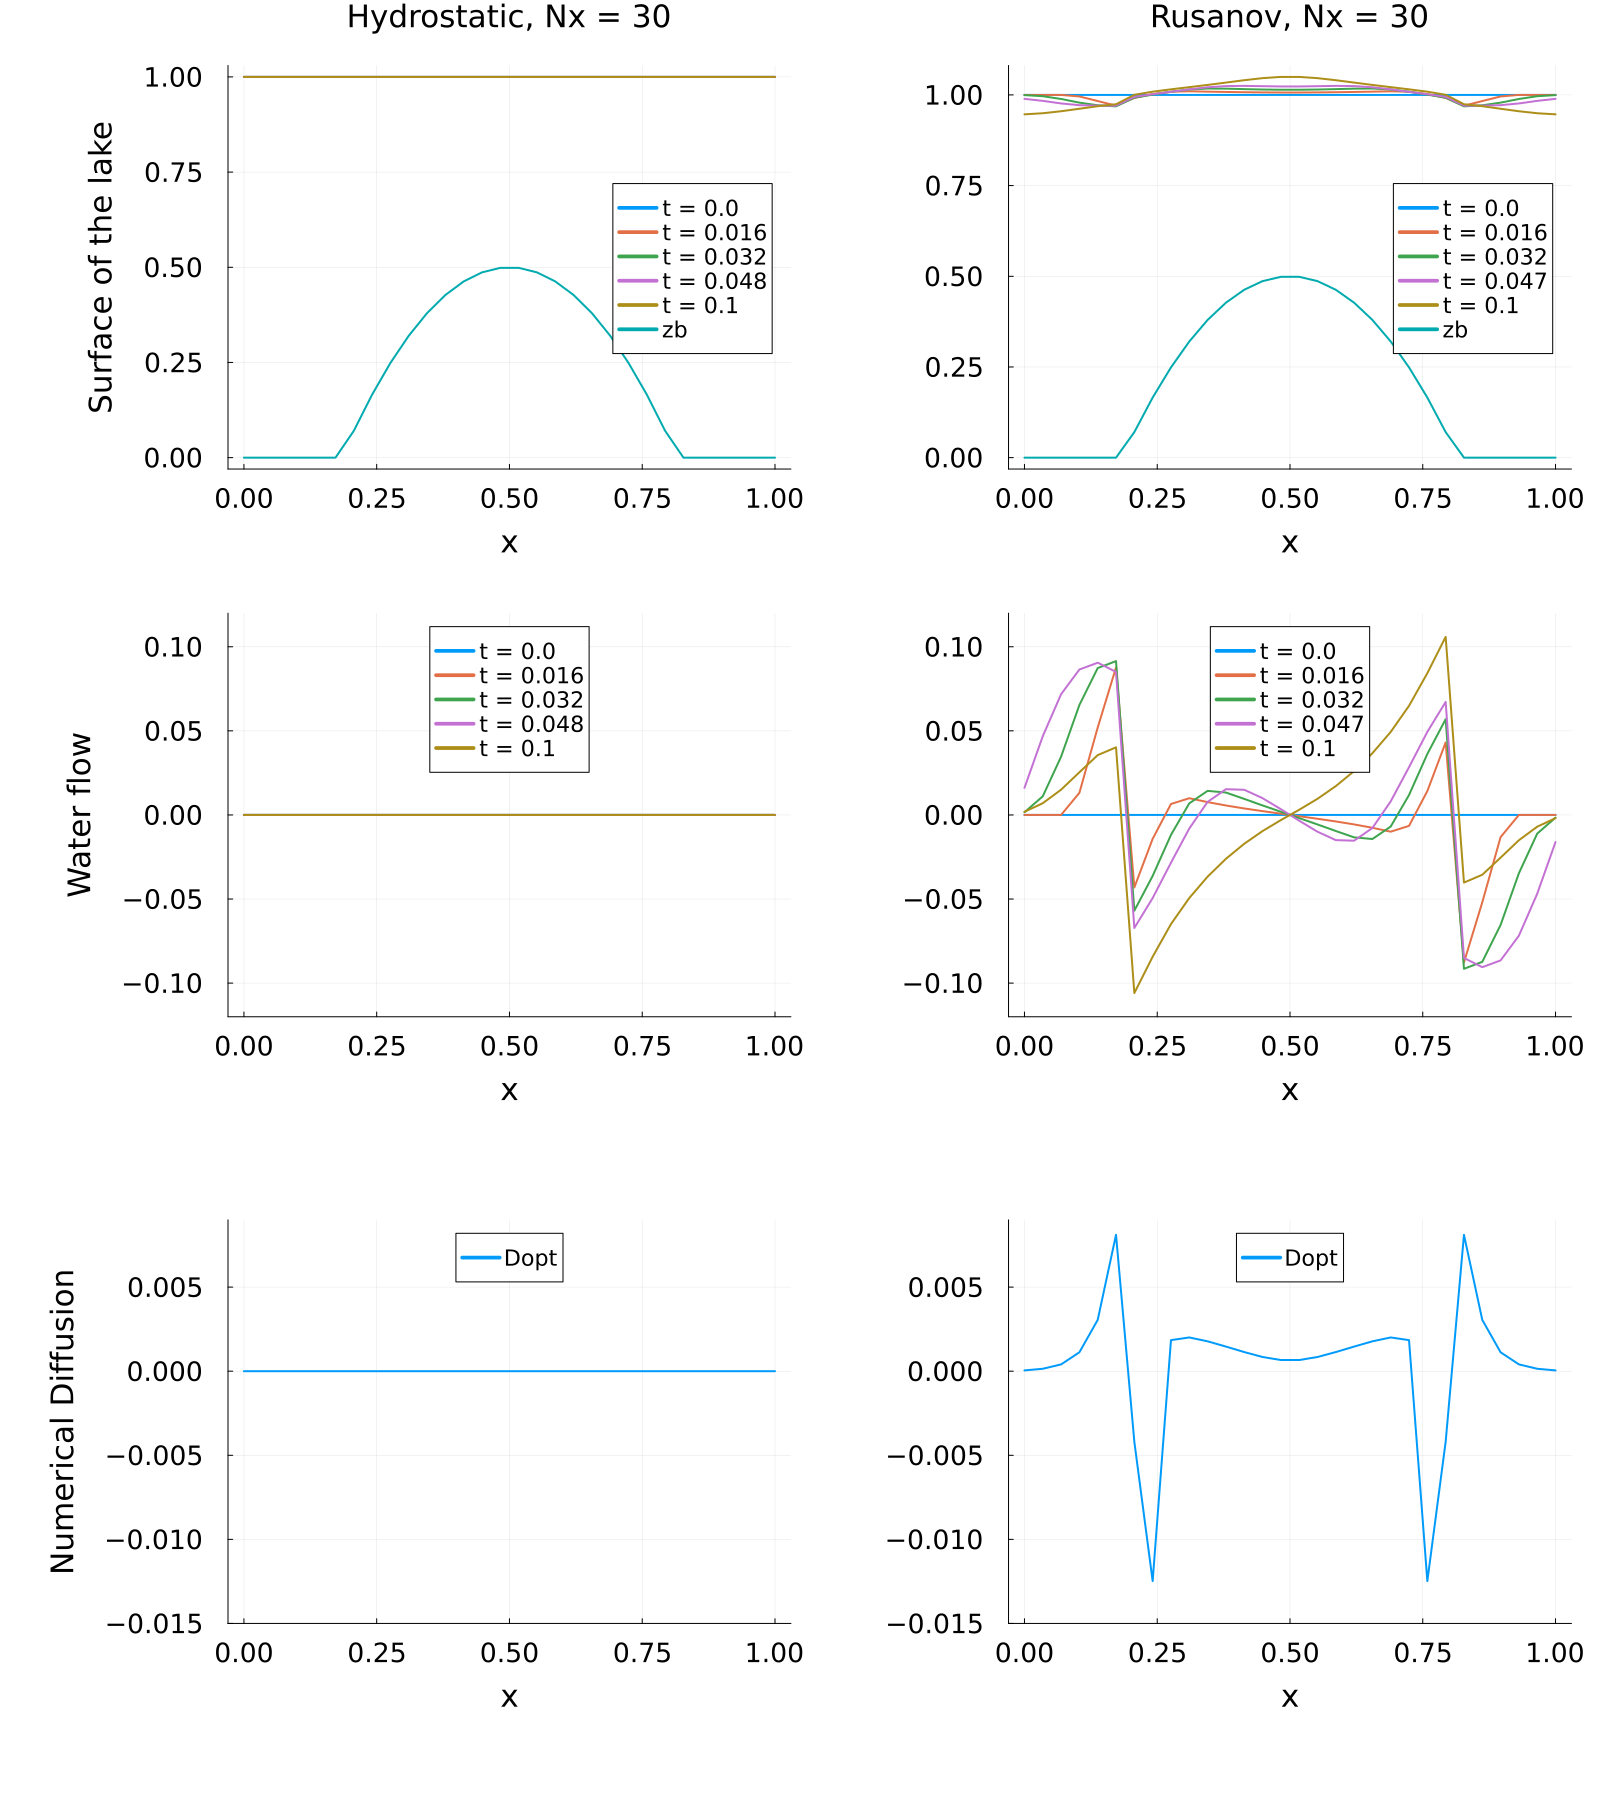 Hydrostatic, Nx = 30
Surface of the lake
1.00
0.75
0.50
0.25
0.00
t = 0.0
t = 0.016
t = 0.032
t = 0.048
t = 0.1
zb
0.00 0.25 0.50 0.75 1.00
x
Rusanov, Nx = 30
1.00
0.75
0.50
0.25
0.00
t = 0.0
t = 0.016
t = 0.032
t = 0.047
t = 0.1
zb
0.00 0.25 0.50 0.75 1.00
x
Water flow
0.10
0.05
0.00
−0.05
−0.10
t = 0.0
t = 0.016
t = 0.032
t = 0.048
t = 0.1
0.00 0.25 0.50 0.75 1.00
x
0.10
0.05
0.00
−0.05
−0.10
t = 0.0
t = 0.016
t = 0.032
t = 0.047
t = 0.1
0.00 0.25 0.50 0.75 1.00
x
Numerical Diffusion
0.005
0.000
−0.005
−0.010
−0.015
Dopt
0.00 0.25 0.50 0.75 1.00
x
0.005
0.000
−0.005
−0.010
−0.015
Dopt
0.00 0.25 0.50 0.75 1.00
x